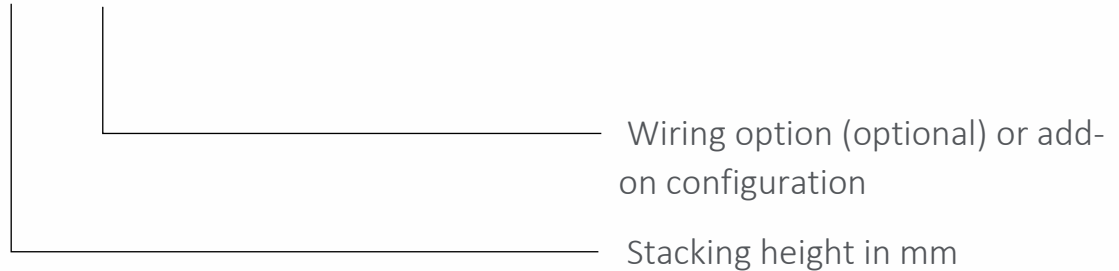 Wiring option (optional) or add-
on configuration
Stacking height in mm